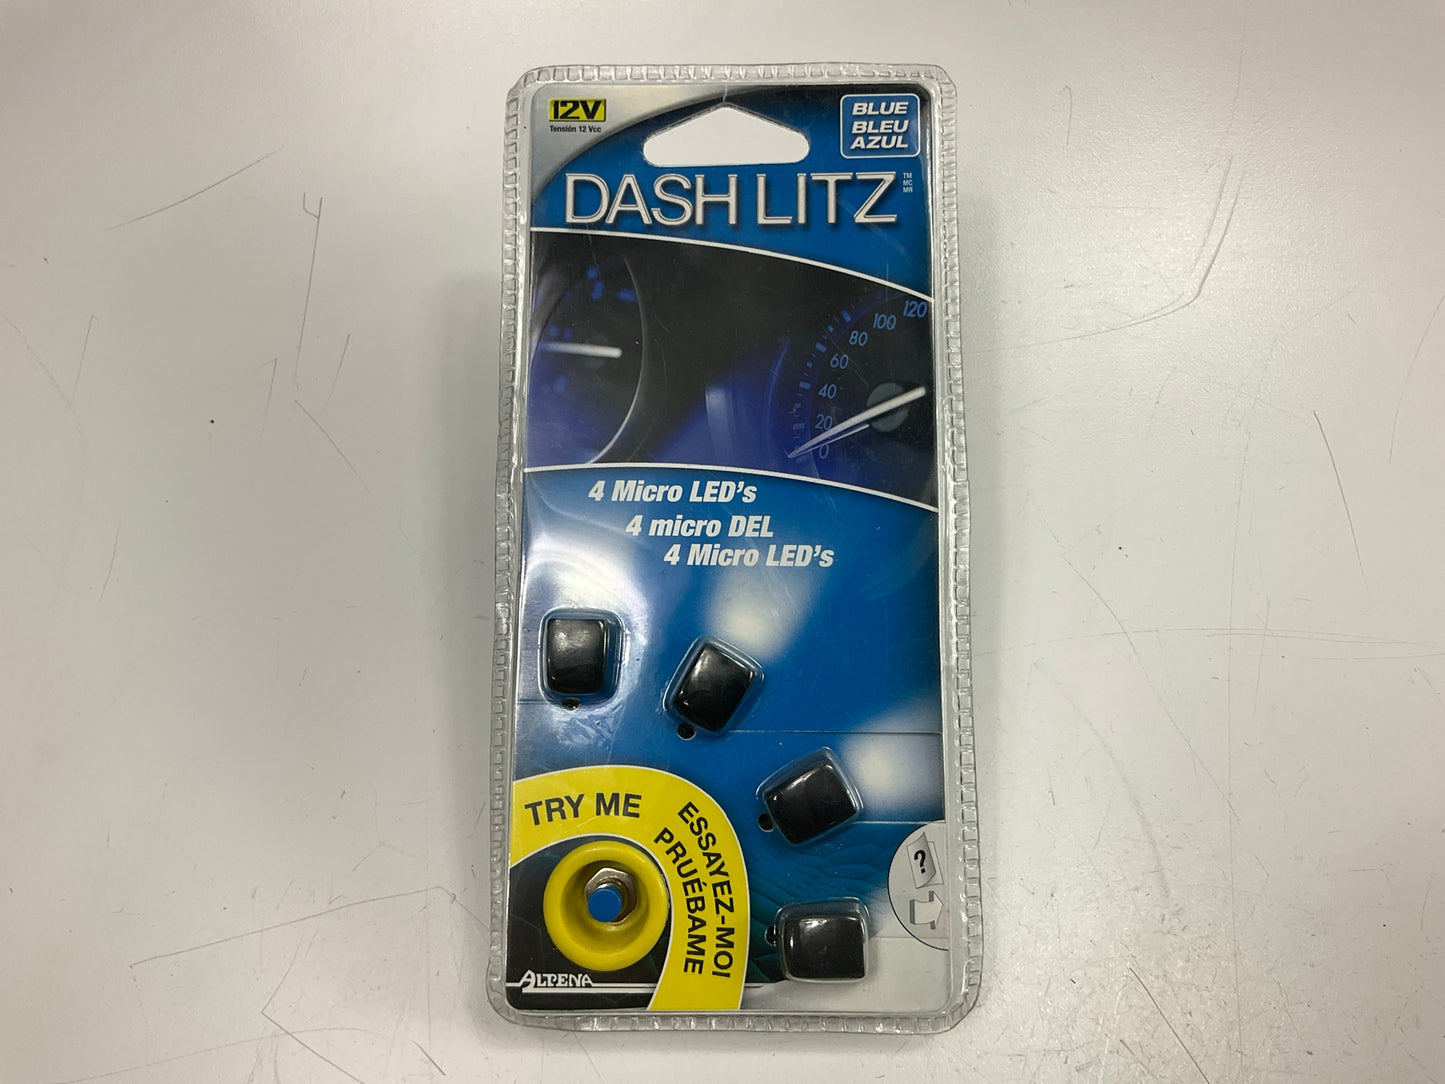 12V
Tensión 12 Vcc
BLUE
BLEU
AZUL
DASH LITZ
TM
MC
MR
120
100
80
60
40
20
0
4 Micro LED's
4 micro DEL
4 Micro LED's
TRY ME
ESSAYEZ-MOI
PRUÉBAME
?
ALPENA